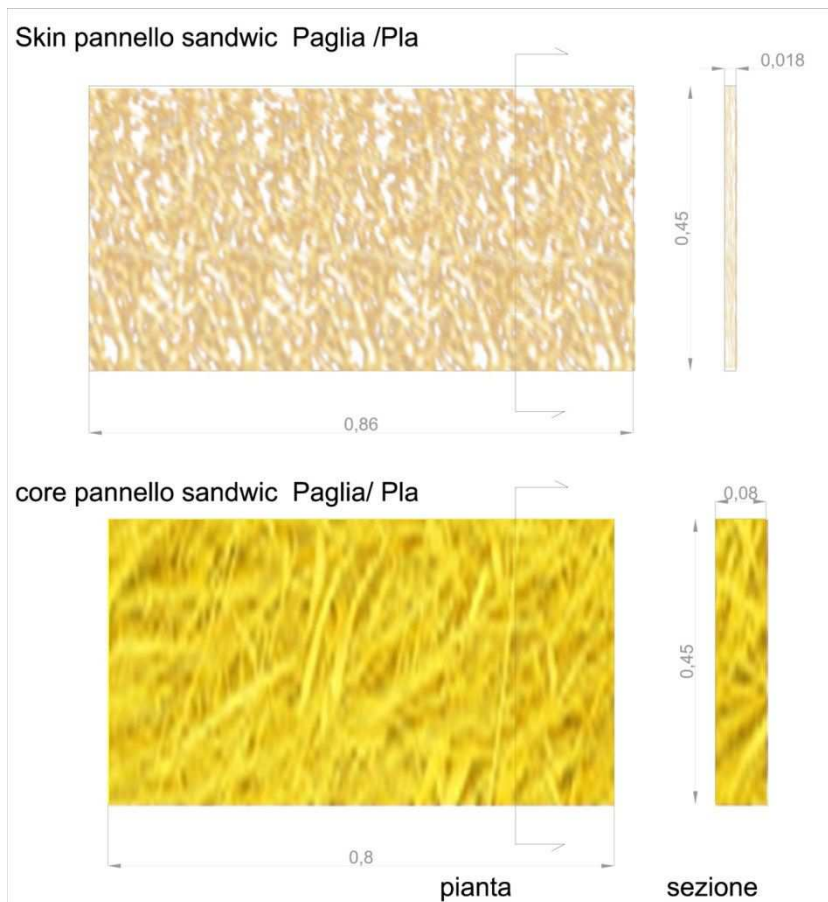 Skin pannello sandwic Paglia /Pla
0,018
0,45
0,86
core pannello sandwic Paglia/ Pla
0,08
0,45
0,8
pianta
sezione